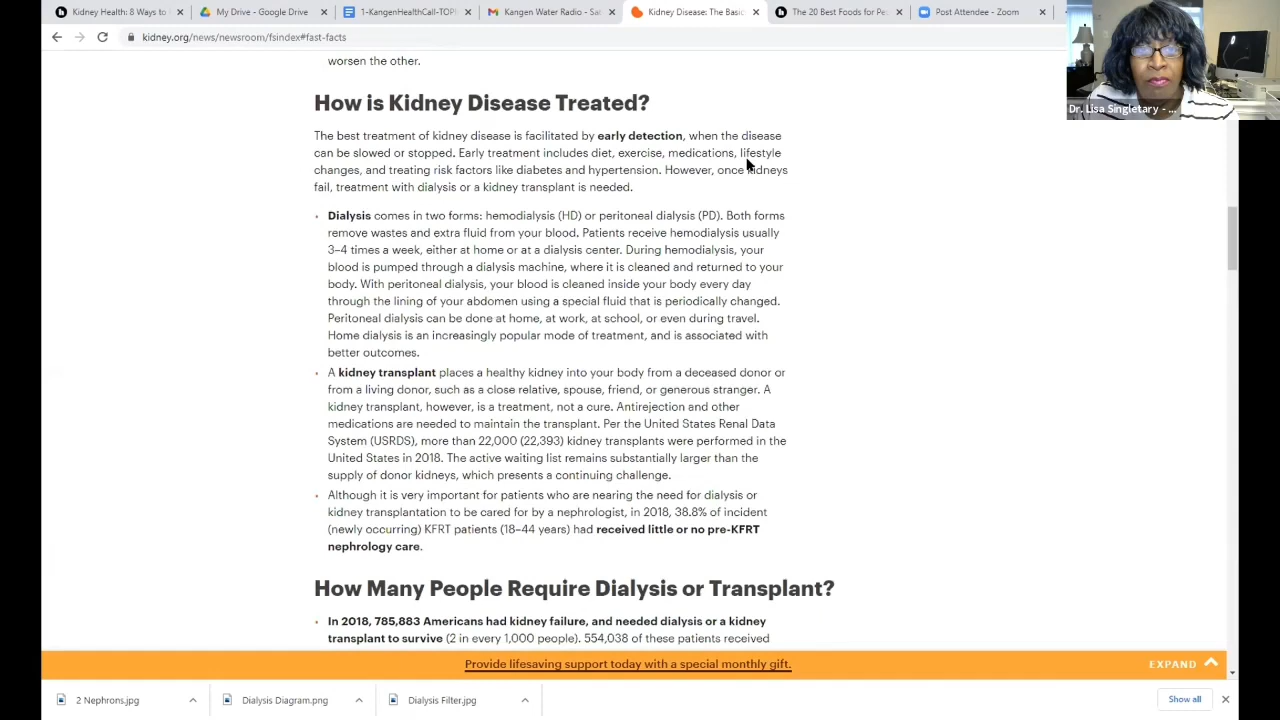 Kidney Health: 8 Ways to
My Drive - Google Drive
1-KangenHealthCall-TOPI
Kangen Water Radio - Sat
Kidney Disease: The Basic
The 20 Best Foods for Pe
Post Attendee - Zoom
kidney.org/news/newsroom/fsindex#fast-facts
Dr. Lisa Singletary - ...
worsen the other.
How is Kidney Disease Treated?
The best treatment of kidney disease is facilitated by early detection, when the disease
can be slowed or stopped. Early treatment includes diet, exercise, medications, lifestyle
changes, and treating risk factors like diabetes and hypertension. However, once kidneys
fail, treatment with dialysis or a kidney transplant is needed.
Dialysis comes in two forms: hemodialysis (HD) or peritoneal dialysis (PD). Both forms
remove wastes and extra fluid from your blood. Patients receive hemodialysis usually
3–4 times a week, either at home or at a dialysis center. During hemodialysis, your
blood is pumped through a dialysis machine, where it is cleaned and returned to your
body. With peritoneal dialysis, your blood is cleaned inside your body every day
through the lining of your abdomen using a special fluid that is periodically changed.
Peritoneal dialysis can be done at home, at work, at school, or even during travel.
Home dialysis is an increasingly popular mode of treatment, and is associated with
better outcomes.
A kidney transplant places a healthy kidney into your body from a deceased donor or
from a living donor, such as a close relative, spouse, friend, or generous stranger. A
kidney transplant, however, is a treatment, not a cure. Antirejection and other
medications are needed to maintain the transplant. Per the United States Renal Data
System (USRDS), more than 22,000 (22,393) kidney transplants were performed in the
United States in 2018. The active waiting list remains substantially larger than the
supply of donor kidneys, which presents a continuing challenge.
Although it is very important for patients who are nearing the need for dialysis or
kidney transplantation to be cared for by a nephrologist, in 2018, 38.8% of incident
(newly occurring) KFRT patients (18–44 years) had received little or no pre-KFRT
nephrology care.
How Many People Require Dialysis or Transplant?
In 2018, 785,883 Americans had kidney failure, and needed dialysis or a kidney
transplant to survive (2 in every 1,000 people). 554,038 of these patients received
Provide lifesaving support today with a special monthly gift.
EXPAND
2 Nephrons.jpg
Dialysis Diagram.png
Dialysis Filter.jpg
Show all